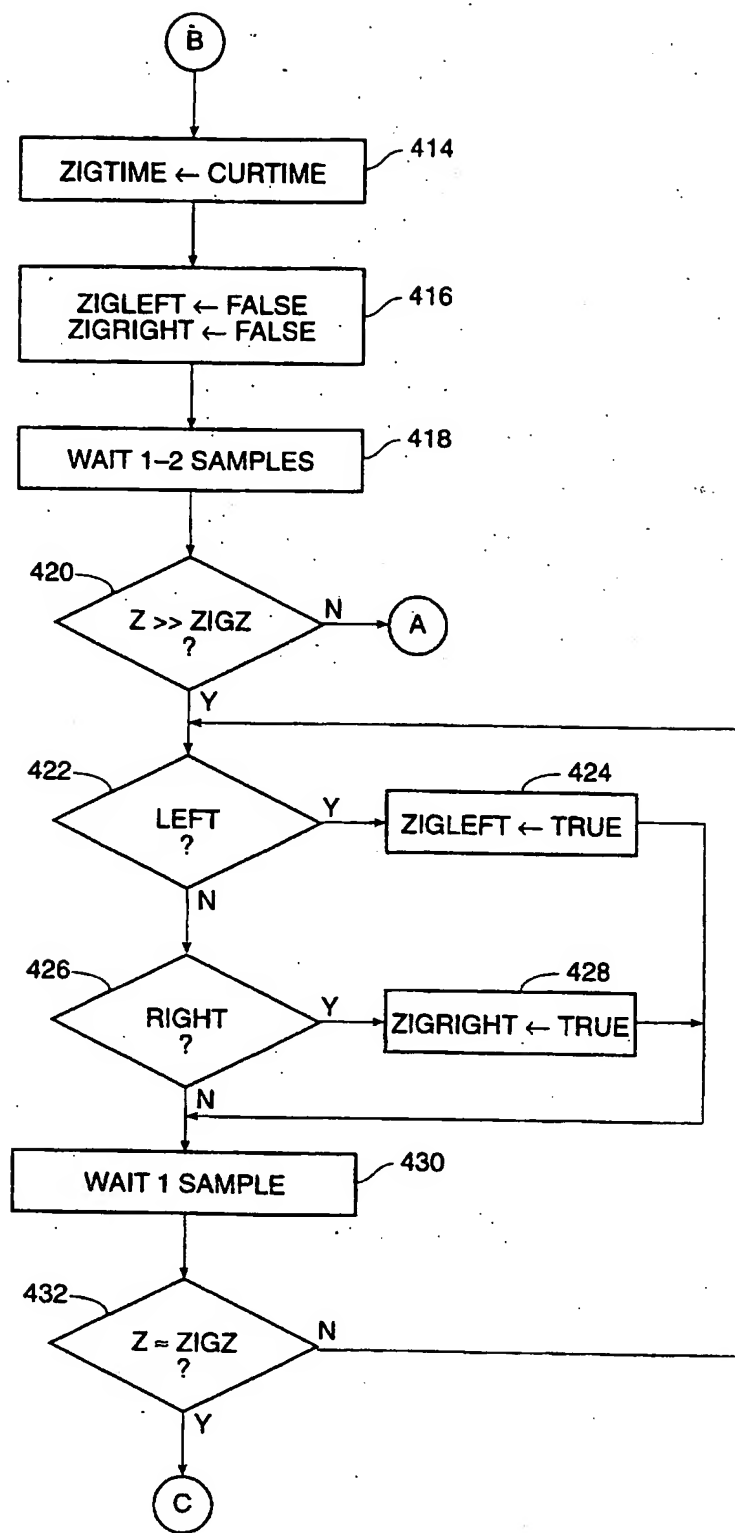 B
ZIGTIME ← CURTIME
414
ZIGLEFT ← FALSE
ZIGRIGHT ← FALSE
416
WAIT 1–2 SAMPLES
418
420
Z >> ZIGZ
?
N
A
Y
422
LEFT
?
Y
424
ZIGLEFT ← TRUE
N
426
RIGHT
?
Y
428
ZIGRIGHT ← TRUE
N
WAIT 1 SAMPLE
430
432
Z ≈ ZIGZ
?
N
Y
C